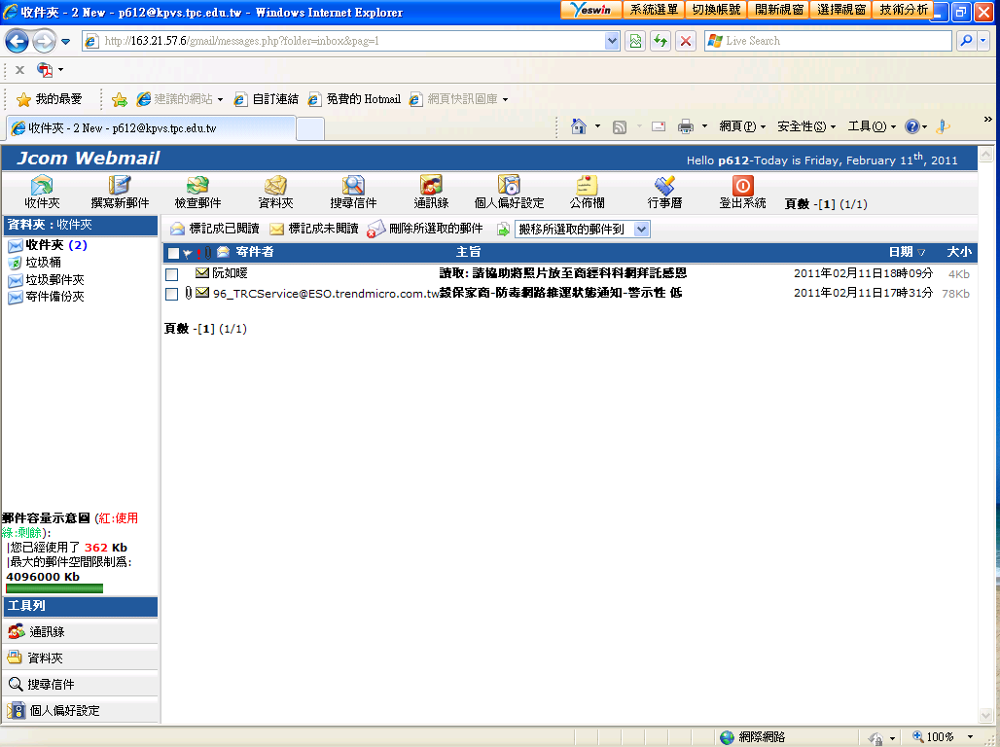 收件夾 - 2 New - p612@kpvs.tpc.edu.tw - Windows Internet Explorer
Yeswin 系統選單 切換帳號 開新視窗 選擇視窗 技術分析
http://163.21.57.6/gmail/messages.php?folder=inbox&pag=1
Live Search
我的最愛 建議的網站 自訂連結 免費的 Hotmail 網頁快訊圖庫
收件夾 - 2 New - p612@kpvs.tpc.edu.tw
網頁(P) 安全性(S) 工具(O) »
Jcom Webmail
Hello p612-Today is Friday, February 11th, 2011
收件夾 撰寫新郵件 檢查郵件 資料夾 搜尋信件 通訊錄 個人偏好設定 公佈欄 行事曆 登出系統 頁數 -[1] (1/1)
資料夾 : 收件夾
標記成已閱讀 標記成未閱讀 刪除所選取的郵件 搬移所選取的郵件到
收件夾 (2)
垃圾桶
垃圾郵件夾
寄件備份夾
寄件者 主旨 日期 大小
阮如暖 讀取: 請協助將照片放至商經科科網拜託感恩 2011年02月11日18時09分 4Kb
96_TRCService@ESO.trendmicro.com.tw 穀保家商-防毒網路維運狀態通知-警示性 低 2011年02月11日17時31分 78Kb
頁數 -[1] (1/1)
郵件容量示意圖 (紅:使用
綠:剩餘):
|您已經使用了 362 Kb
|最大的郵件空間限制為:
4096000 Kb
工具列
通訊錄
資料夾
搜尋信件
個人偏好設定
網際網路 100%